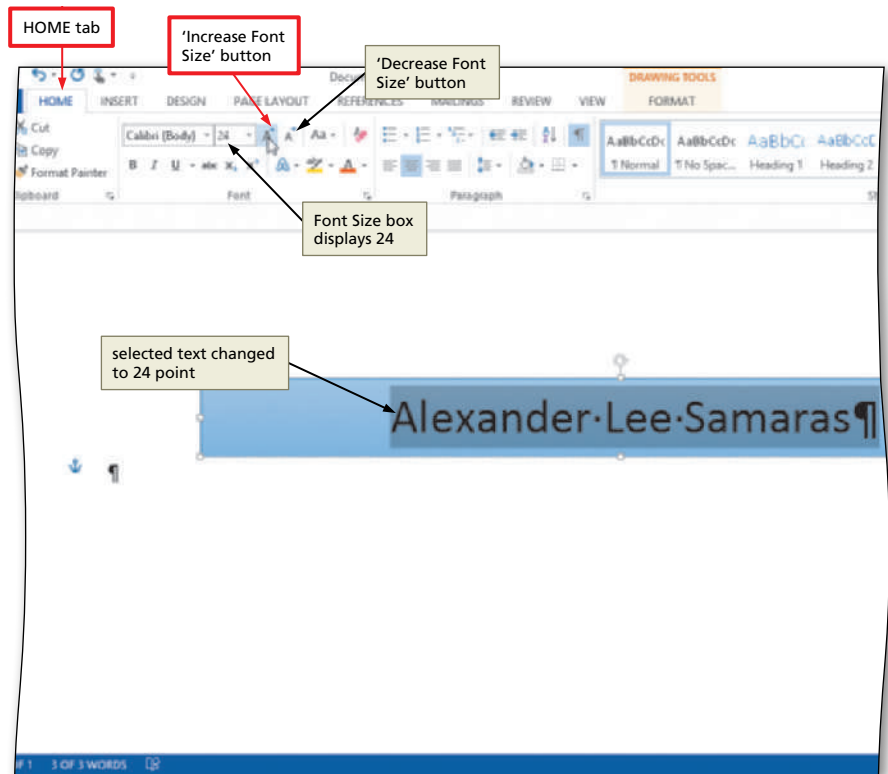 HOME tab
'Increase Font
Size' button
'Decrease Font
Size' button
DRAWING TOOLS
HOME INSERT DESIGN PAGE LAYOUT REFERENCES MAILINGS REVIEW VIEW FORMAT
Cut
Copy
Format Painter
Calibri (Body) 24 A A Aa
B I U abc X, A
AaBbCcDc AaBbCcDc AaBbCc AaBbCcC
¶ Normal ¶ No Spac... Heading 1 Heading 2
Font Paragraph
Font Size box
displays 24
selected text changed
to 24 point
Alexander·Lee·Samaras¶
¶
3 OF 3 WORDS